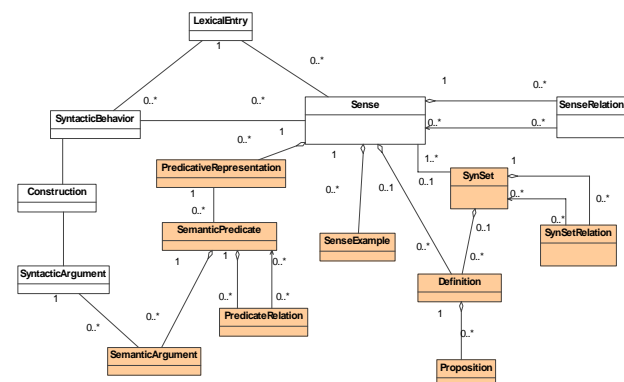 LexicalEntry
1
0..*
0..*
1
0..*
0..*
0..*
Sense
SenseRelation
SyntacticBehavior
0..*
0..*
1
0..*
1
1..*
1
PredicativeRepresentation
0..*
0..1
0..1
SynSet
Construction
1
0..*
0..*
0..*
SemanticPredicate
0..1
0..*
SynSetRelation
SenseExample
1
1
0..*
0..*
SyntacticArgument
Definition
1
0..*
0..*
0..*
PredicateRelation
1
0..*
0..*
SemanticArgument
Proposition